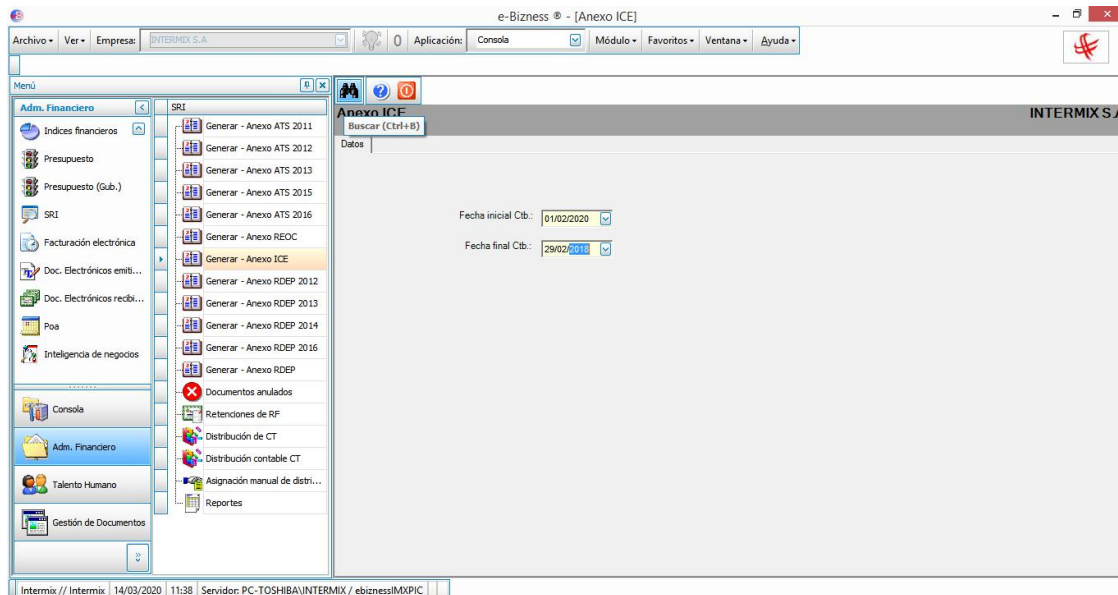 e-Bizness ® - [Anexo ICE]
Archivo Ver Empresa: INTERMIX S.A 0 Aplicación: Consola Módulo Favoritos Ventana Ayuda
Menú
Adm. Financiero
Indices financieros
Presupuesto
Presupuesto (Gub.)
SRI
Facturación electrónica
Doc. Electrónicos emiti...
Doc. Electrónicos recibi...
Poa
Inteligencia de negocios
Consola
Adm. Financiero
Talento Humano
Gestión de Documentos
SRI
Generar - Anexo ATS 2011
Generar - Anexo ATS 2012
Generar - Anexo ATS 2013
Generar - Anexo ATS 2015
Generar - Anexo ATS 2016
Generar - Anexo REOC
Generar - Anexo ICE
Generar - Anexo RDEP 2012
Generar - Anexo RDEP 2013
Generar - Anexo RDEP 2014
Generar - Anexo RDEP 2016
Generar - Anexo RDEP
Documentos anulados
Retenciones de RF
Distribución de CT
Distribución contable CT
Asignación manual de distri...
Reportes
Anexo ICE INTERMIX S.A
Buscar (Ctrl+B)
Datos
Fecha inicial Ctb.: 01/02/2020
Fecha final Ctb.: 29/02/2018
Intermix // Intermix 14/03/2020 11:38 Servidor: PC-TOSHIBA\INTERMIX / ebiznessIMXPIC